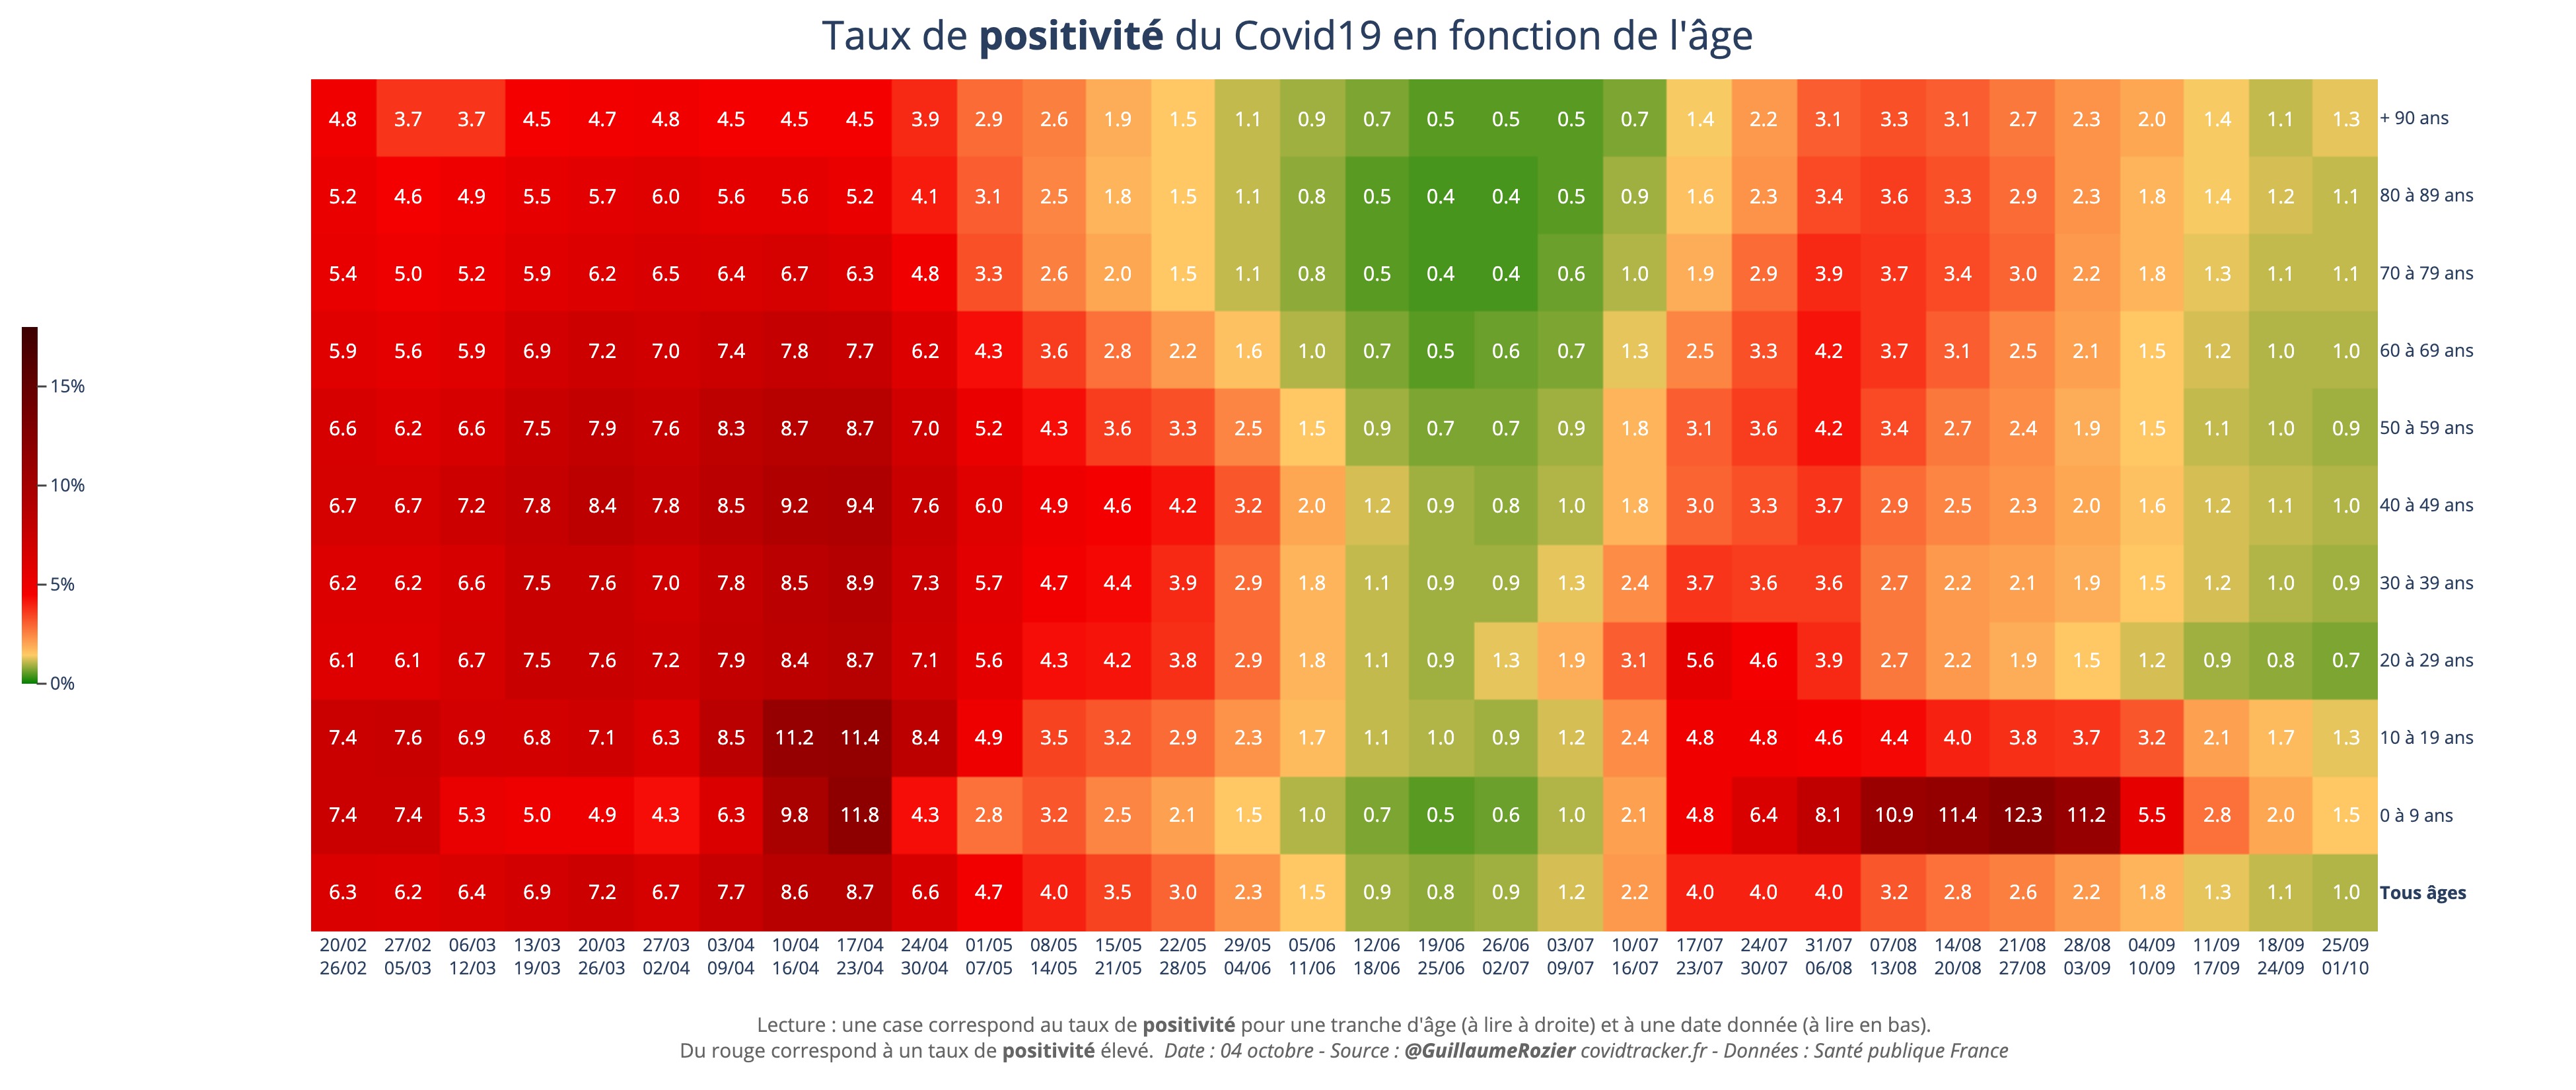 Taux de positivité du Covid19 en fonction de l'âge
4.8 3.7 3.7 4.5 4.7 4.8 4.5 4.5 4.5 3.9 2.9 2.6 1.9 1.5 1.1 0.9 0.7 0.5 0.5 0.5 0.7 1.4 2.2 3.1 3.3 3.1 2.7 2.3 2.0 1.4 1.1 1.3 + 90 ans
5.2 4.6 4.9 5.5 5.7 6.0 5.6 5.6 5.2 4.1 3.1 2.5 1.8 1.5 1.1 0.8 0.5 0.4 0.4 0.5 0.9 1.6 2.3 3.4 3.6 3.3 2.9 2.3 1.8 1.4 1.2 1.1 80 à 89 ans
5.4 5.0 5.2 5.9 6.2 6.5 6.4 6.7 6.3 4.8 3.3 2.6 2.0 1.5 1.1 0.8 0.5 0.4 0.4 0.6 1.0 1.9 2.9 3.9 3.7 3.4 3.0 2.2 1.8 1.3 1.1 1.1 70 à 79 ans
5.9 5.6 5.9 6.9 7.2 7.0 7.4 7.8 7.7 6.2 4.3 3.6 2.8 2.2 1.6 1.0 0.7 0.5 0.6 0.7 1.3 2.5 3.3 4.2 3.7 3.1 2.5 2.1 1.5 1.2 1.0 1.0 60 à 69 ans
15%
6.6 6.2 6.6 7.5 7.9 7.6 8.3 8.7 8.7 7.0 5.2 4.3 3.6 3.3 2.5 1.5 0.9 0.7 0.7 0.9 1.8 3.1 3.6 4.2 3.4 2.7 2.4 1.9 1.5 1.1 1.0 0.9 50 à 59 ans
10%
6.7 6.7 7.2 7.8 8.4 7.8 8.5 9.2 9.4 7.6 6.0 4.9 4.6 4.2 3.2 2.0 1.2 0.9 0.8 1.0 1.8 3.0 3.3 3.7 2.9 2.5 2.3 2.0 1.6 1.2 1.1 1.0 40 à 49 ans
5%
6.2 6.2 6.6 7.5 7.6 7.0 7.8 8.5 8.9 7.3 5.7 4.7 4.4 3.9 2.9 1.8 1.1 0.9 0.9 1.3 2.4 3.7 3.6 3.6 2.7 2.2 2.1 1.9 1.5 1.2 1.0 0.9 30 à 39 ans
6.1 6.1 6.7 7.5 7.6 7.2 7.9 8.4 8.7 7.1 5.6 4.3 4.2 3.8 2.9 1.8 1.1 0.9 1.3 1.9 3.1 5.6 4.6 3.9 2.7 2.2 1.9 1.5 1.2 0.9 0.8 0.7 20 à 29 ans
0%
7.4 7.6 6.9 6.8 7.1 6.3 8.5 11.2 11.4 8.4 4.9 3.5 3.2 2.9 2.3 1.7 1.1 1.0 0.9 1.2 2.4 4.8 4.8 4.6 4.4 4.0 3.8 3.7 3.2 2.1 1.7 1.3 10 à 19 ans
7.4 7.4 5.3 5.0 4.9 4.3 6.3 9.8 11.8 4.3 2.8 3.2 2.5 2.1 1.5 1.0 0.7 0.5 0.6 1.0 2.1 4.8 6.4 8.1 10.9 11.4 12.3 11.2 5.5 2.8 2.0 1.5 0 à 9 ans
6.3 6.2 6.4 6.9 7.2 6.7 7.7 8.6 8.7 6.6 4.7 4.0 3.5 3.0 2.3 1.5 0.9 0.8 0.9 1.2 2.2 4.0 4.0 4.0 3.2 2.8 2.6 2.2 1.8 1.3 1.1 1.0 Tous âges
20/02 27/02 06/03 13/03 20/03 27/03 03/04 10/04 17/04 24/04 01/05 08/05 15/05 22/05 29/05 05/06 12/06 19/06 26/06 03/07 10/07 17/07 24/07 31/07 07/08 14/08 21/08 28/08 04/09 11/09 18/09 25/09
26/02 05/03 12/03 19/03 26/03 02/04 09/04 16/04 23/04 30/04 07/05 14/05 21/05 28/05 04/06 11/06 18/06 25/06 02/07 09/07 16/07 23/07 30/07 06/08 13/08 20/08 27/08 03/09 10/09 17/09 24/09 01/10
Lecture : une case correspond au taux de positivité pour une tranche d'âge (à lire à droite) et à une date donnée (à lire en bas).
Du rouge correspond à un taux de positivité élevé. Date : 04 octobre - Source : @GuillaumeRozier covidtracker.fr - Données : Santé publique France